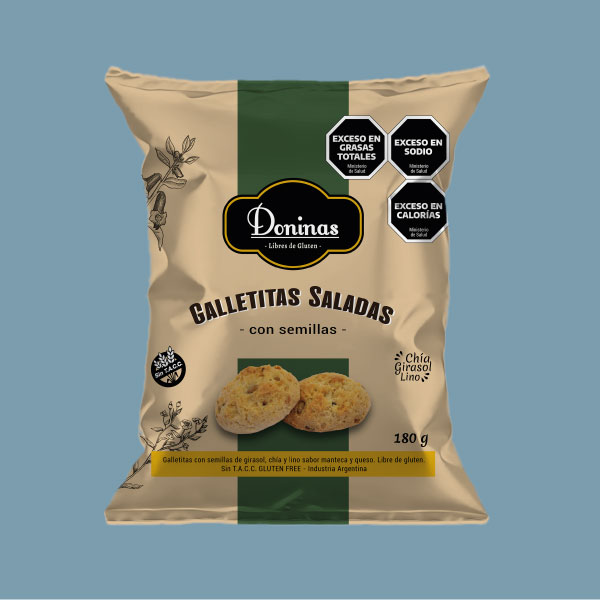 EXCESO EN
GRASAS
TOTALES
Ministerio
de Salud
EXCESO EN
SODIO
Ministerio
de Salud
EXCESO EN
CALORÍAS
Ministerio
de Salud
Doninas
- Libres de Gluten -
GALLETITAS SALADAS
- con semillas -
Sin T.A.C.C.
Chía
Girasol
Lino
180 g
Galletitas con semillas de girasol, chía y lino sabor manteca y queso. Libre de gluten.
Sin T.A.C.C. GLUTEN FREE - Industria Argentina